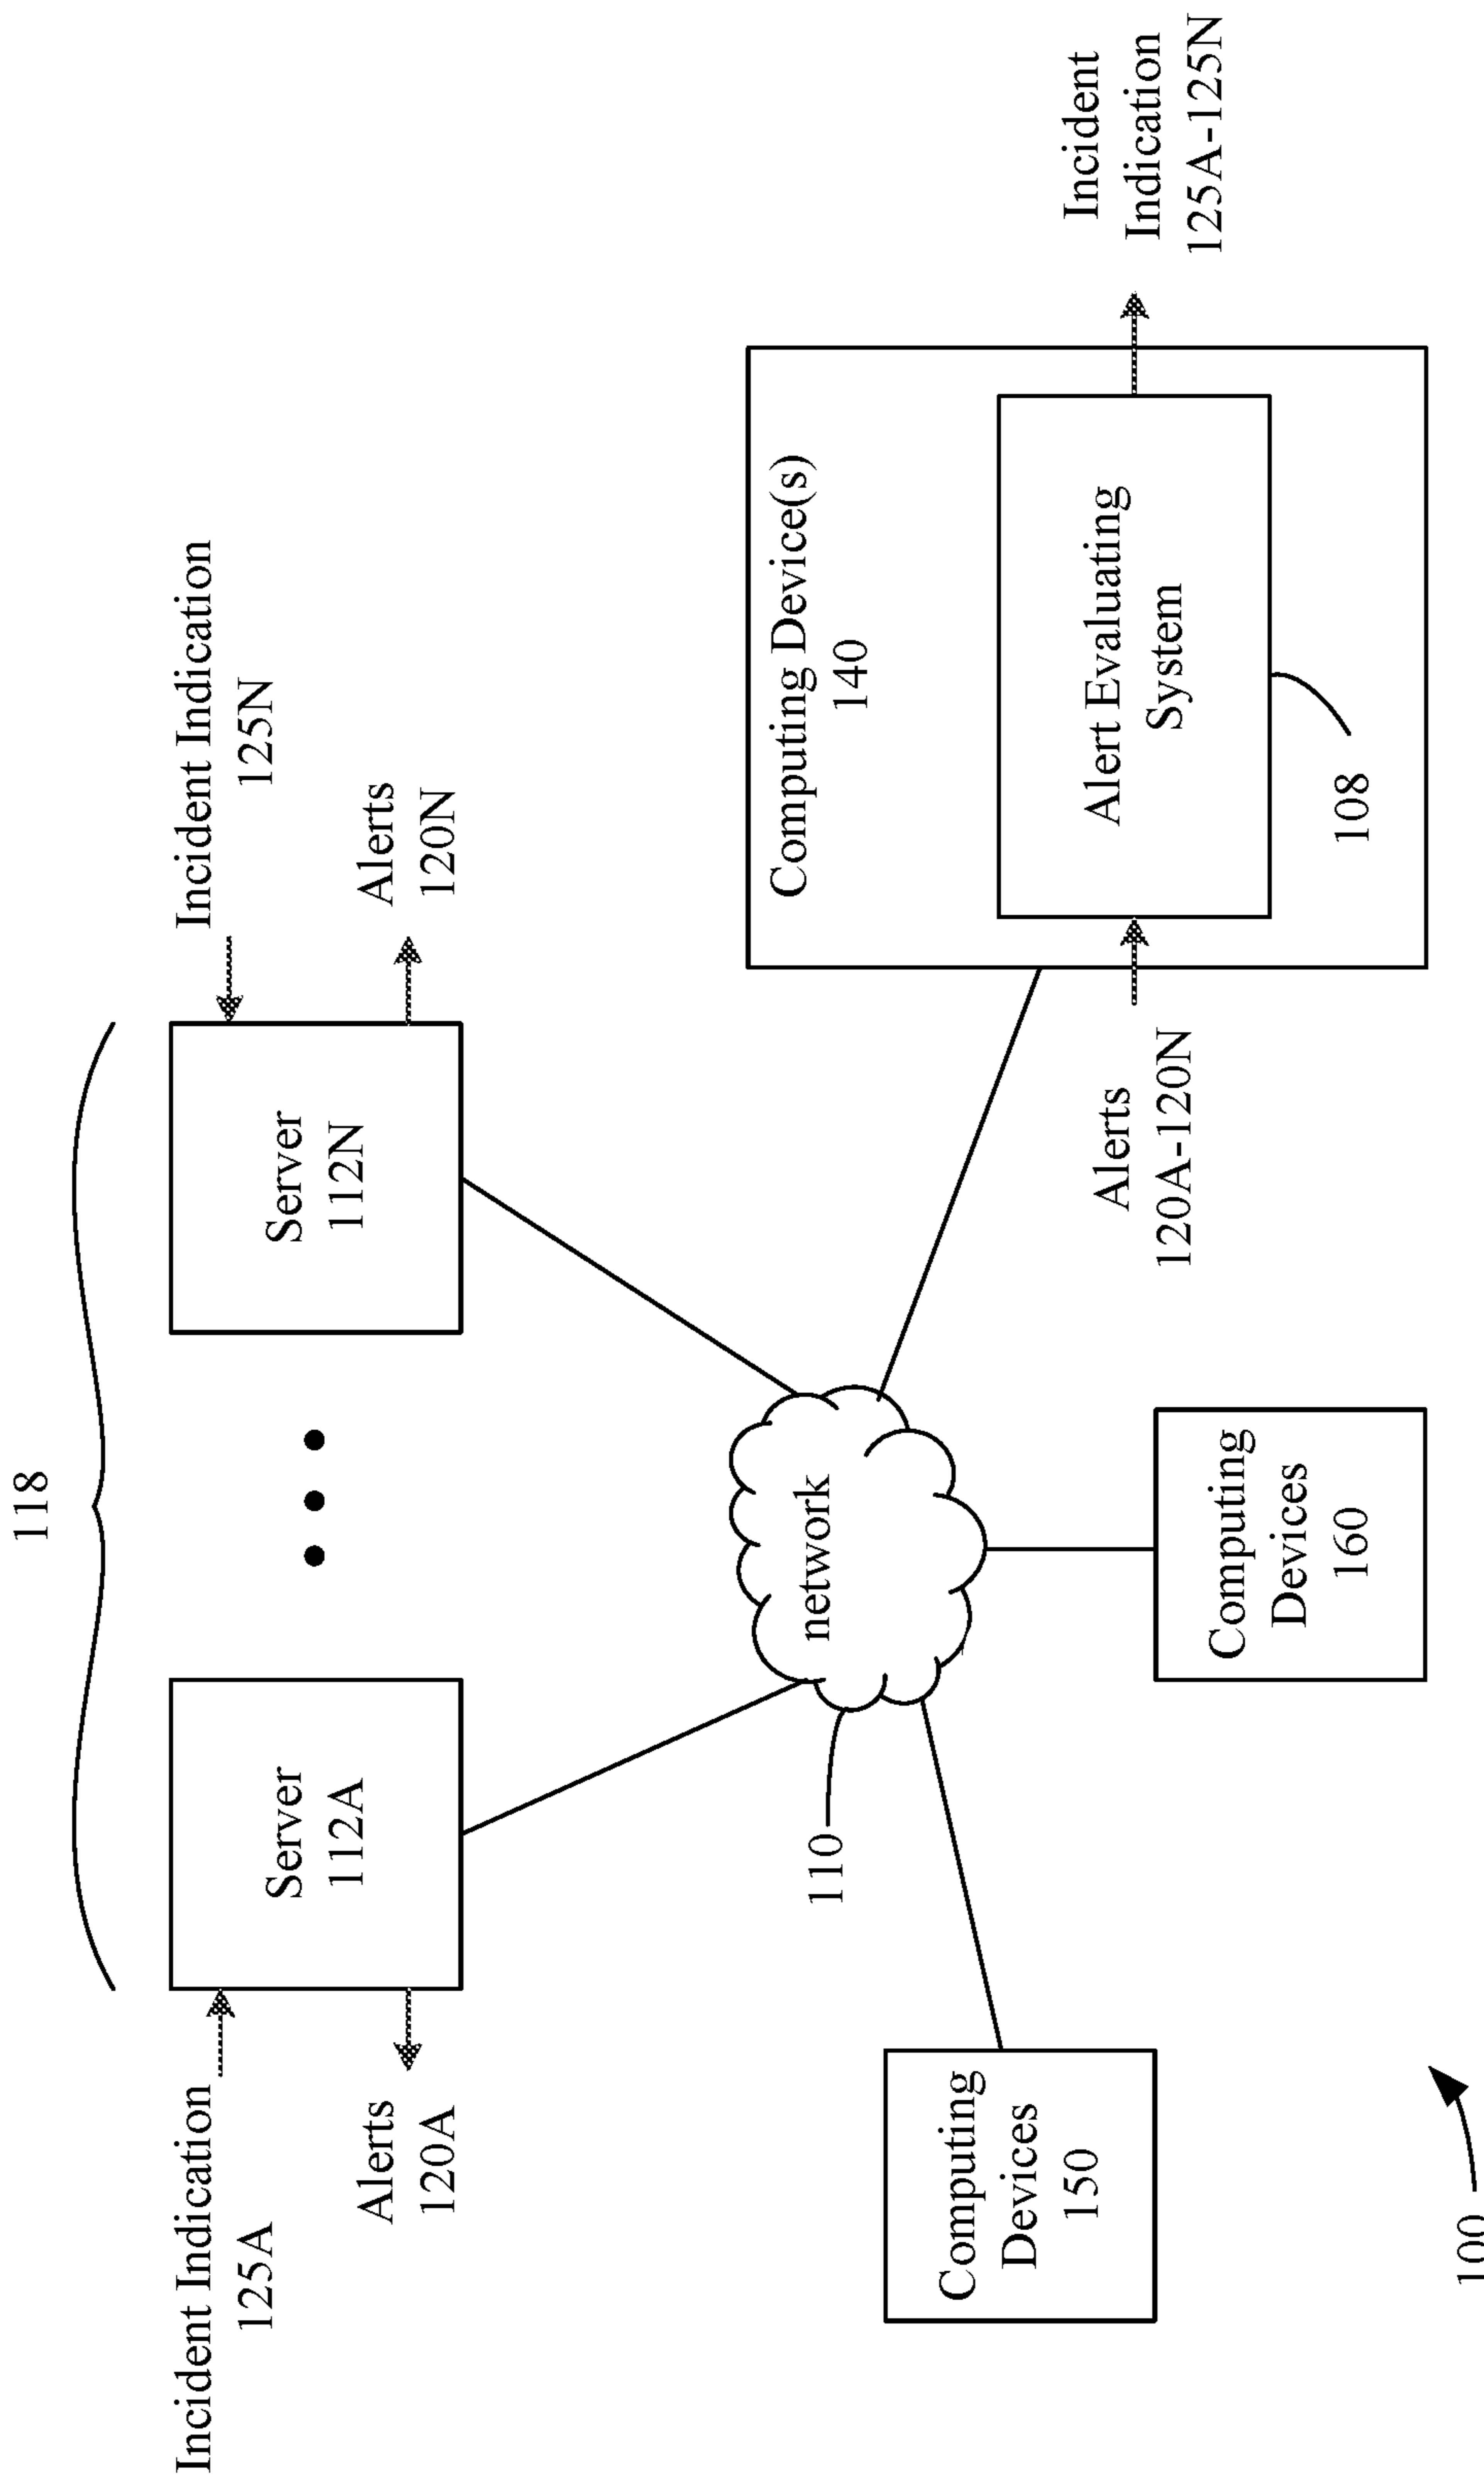 118
Incident Indication
125A
Alerts
120A
Server
112A
Server
112N
Incident Indication
125N
Alerts
120N
110
network
Computing
Devices
150
Computing
Devices
160
Computing Device(s)
140
Alert Evaluating
System
108
Alerts
120A-120N
Incident
Indication
125A-125N
100